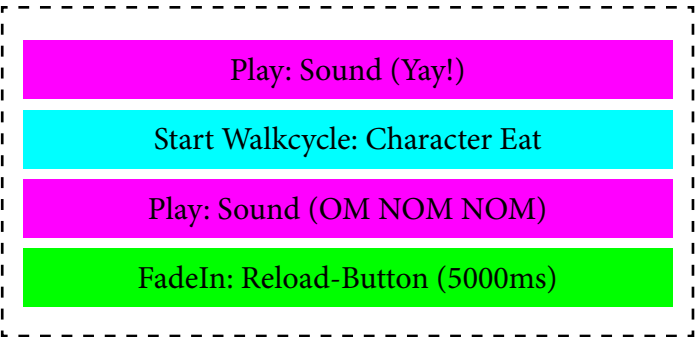 Play: Sound (Yay!)
Start Walkcycle: Character Eat
Play: Sound (OM NOM NOM)
FadeIn: Reload-Button (5000ms)